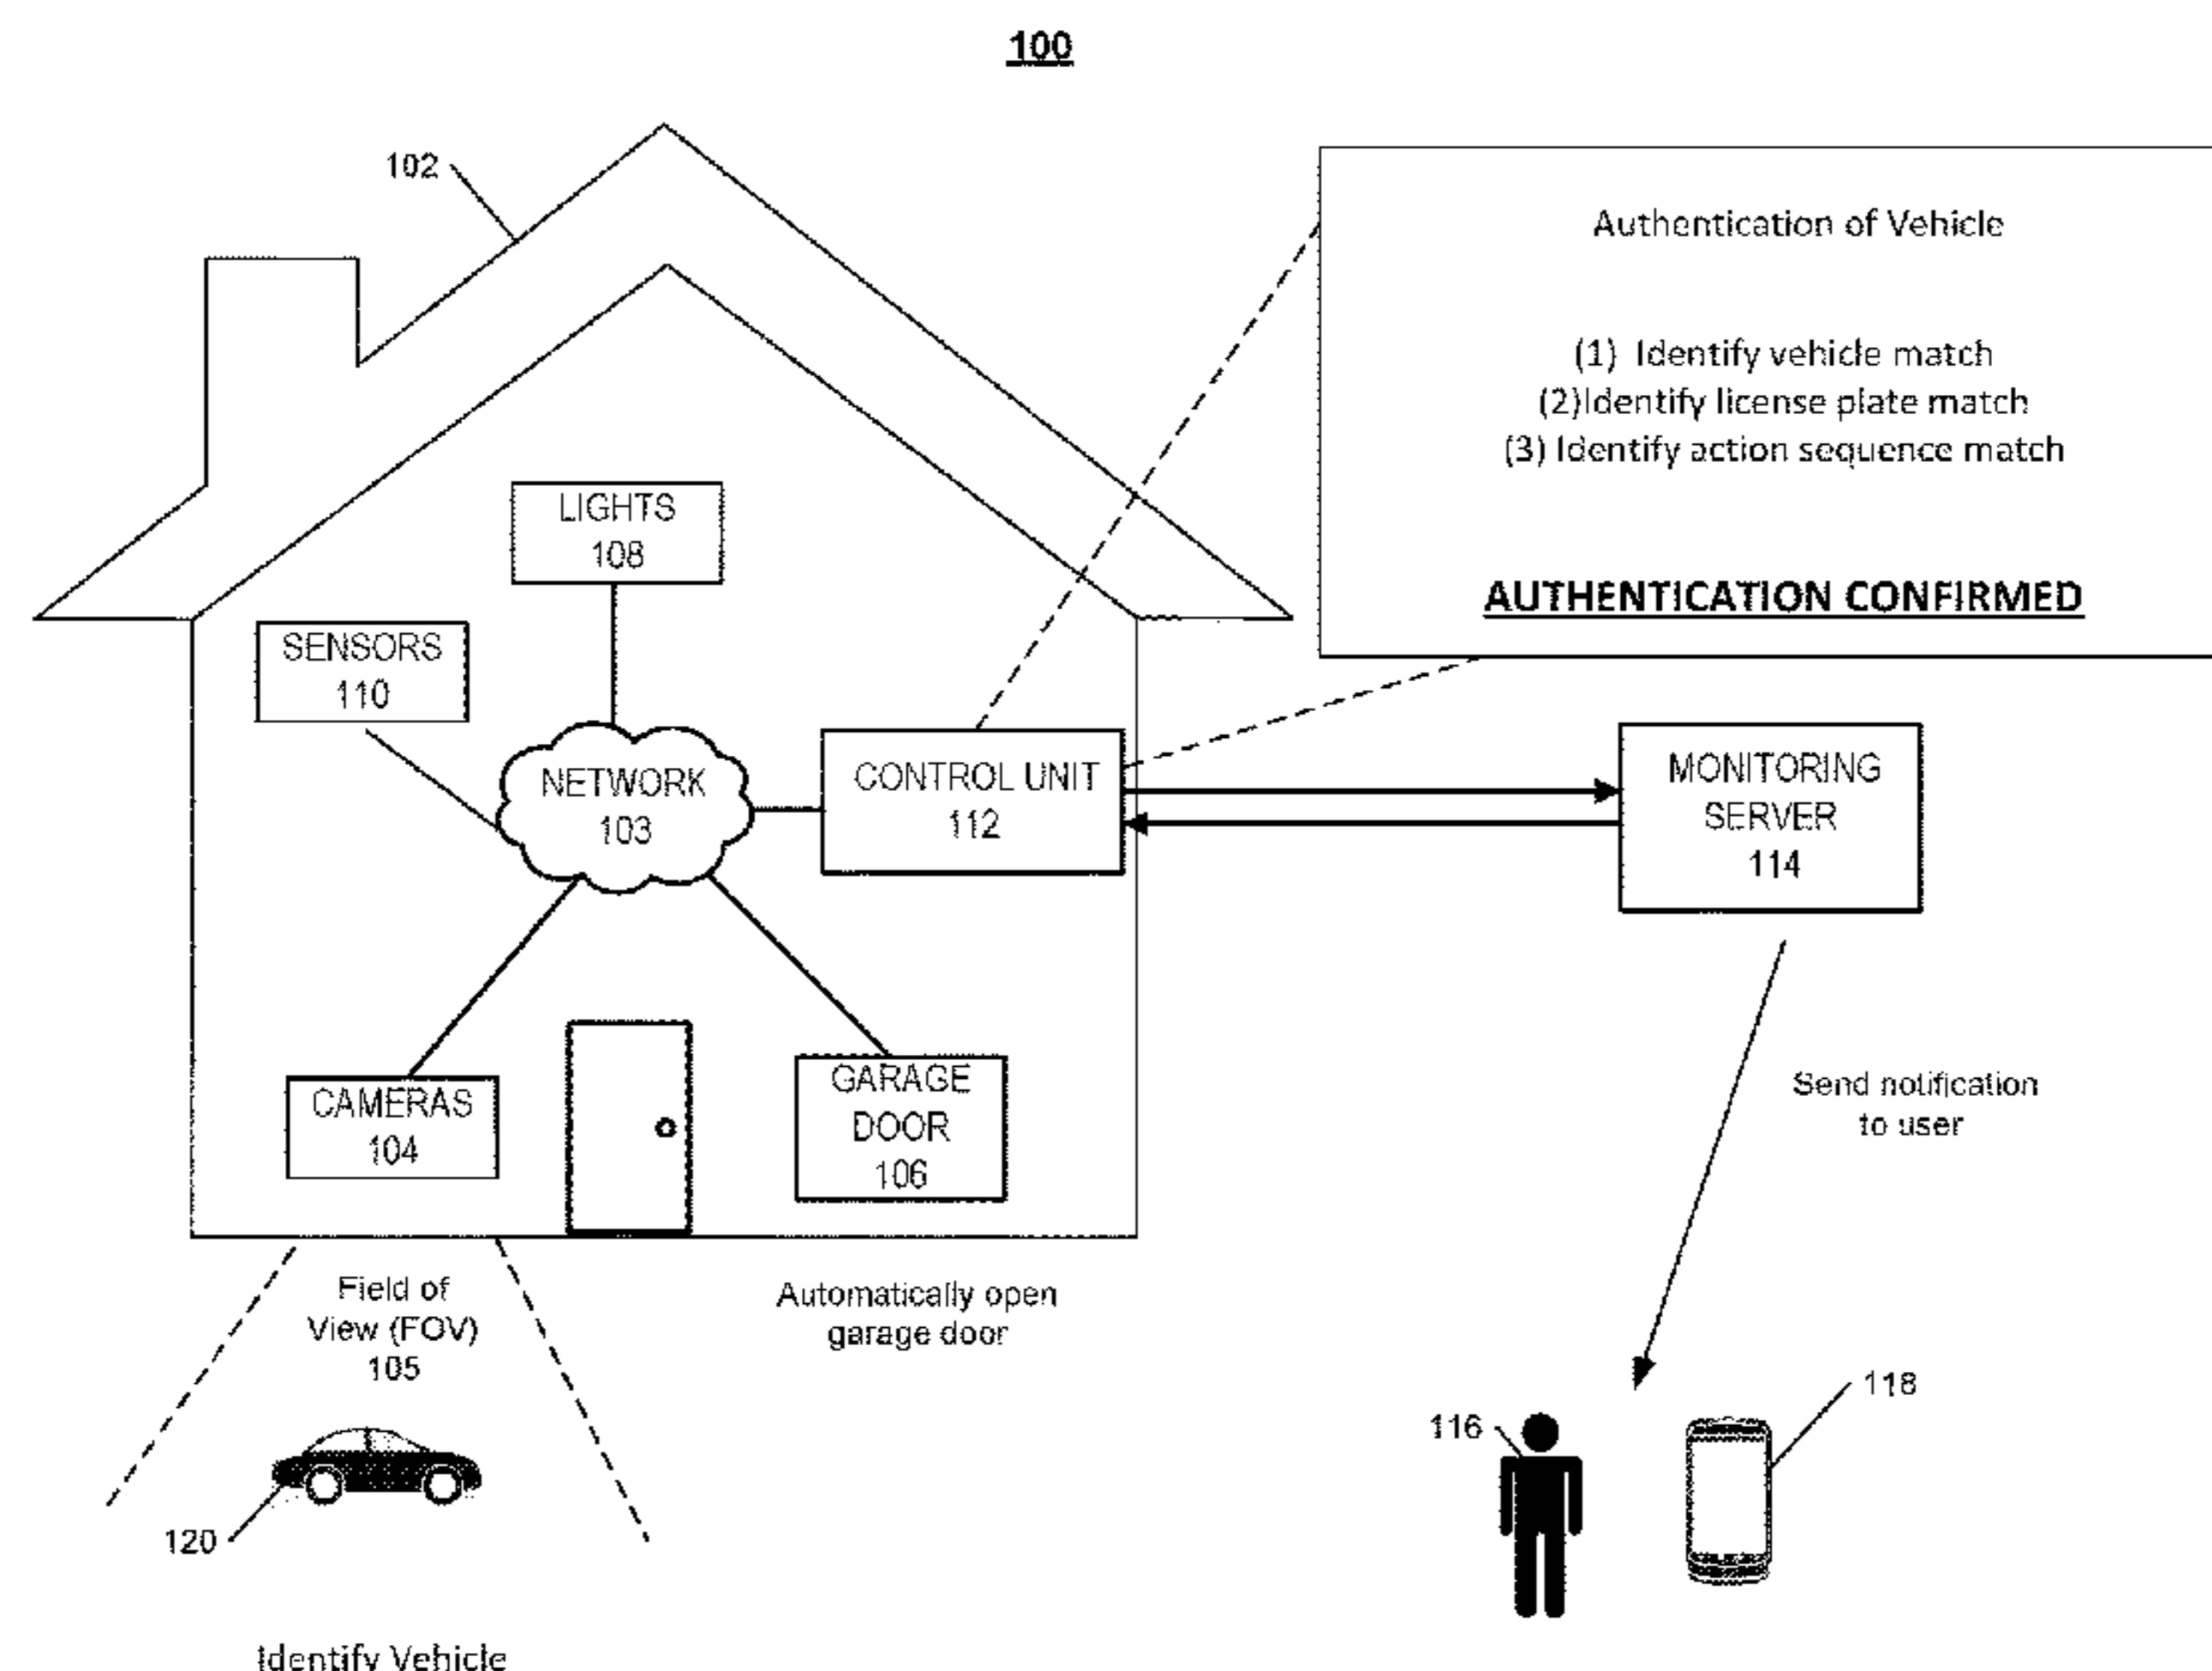 100
102
Authentication of Vehicle
(1) Identify vehicle match
(2)Identify license plate match
(3) Identify action sequence match
AUTHENTICATION CONFIRMED
LIGHTS
108
SENSORS
110
NETWORK
103
CONTROL UNIT
112
MONITORING
SERVER
114
CAMERAS
104
GARAGE
DOOR
106
Send notification
to user
Field of
View (FOV)
105
Automatically open
garage door
116
118
120
Identify Vehicle